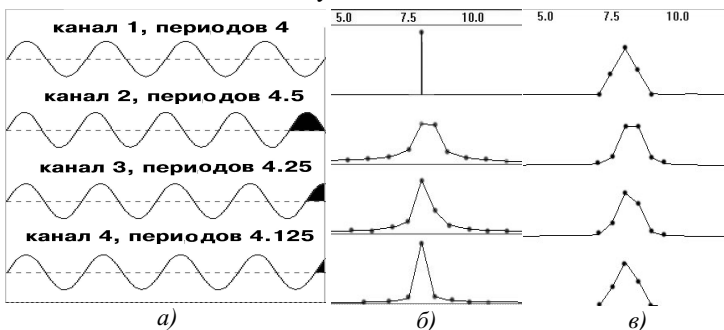 5.0 7.5 10.0 5.0 7.5 10.0
канал 1, периодов 4
канал 2, периодов 4.5
канал 3, периодов 4.25
канал 4, периодов 4.125
а) б) в)